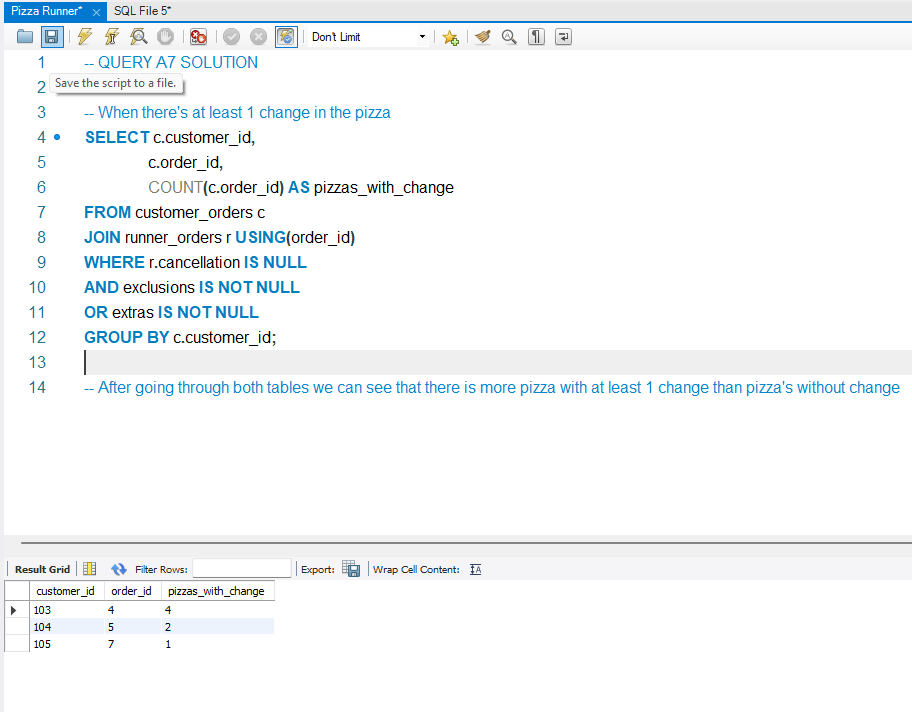 Pizza Runner* SQL File 5*
Don't Limit
1 -- QUERY A7 SOLUTION
2 Save the script to a file.
3 -- When there's at least 1 change in the pizza
4 SELECT c.customer_id,
5 c.order_id,
6 COUNT(c.order_id) AS pizzas_with_change
7 FROM customer_orders c
8 JOIN runner_orders r USING(order_id)
9 WHERE r.cancellation IS NULL
10 AND exclusions IS NOT NULL
11 OR extras IS NOT NULL
12 GROUP BY c.customer_id;
13
14 -- After going through both tables we can see that there is more pizza with at least 1 change than pizza's without change
Result Grid Filter Rows: Export: Wrap Cell Content:
customer_id order_id pizzas_with_change
103 4 4
104 5 2
105 7 1